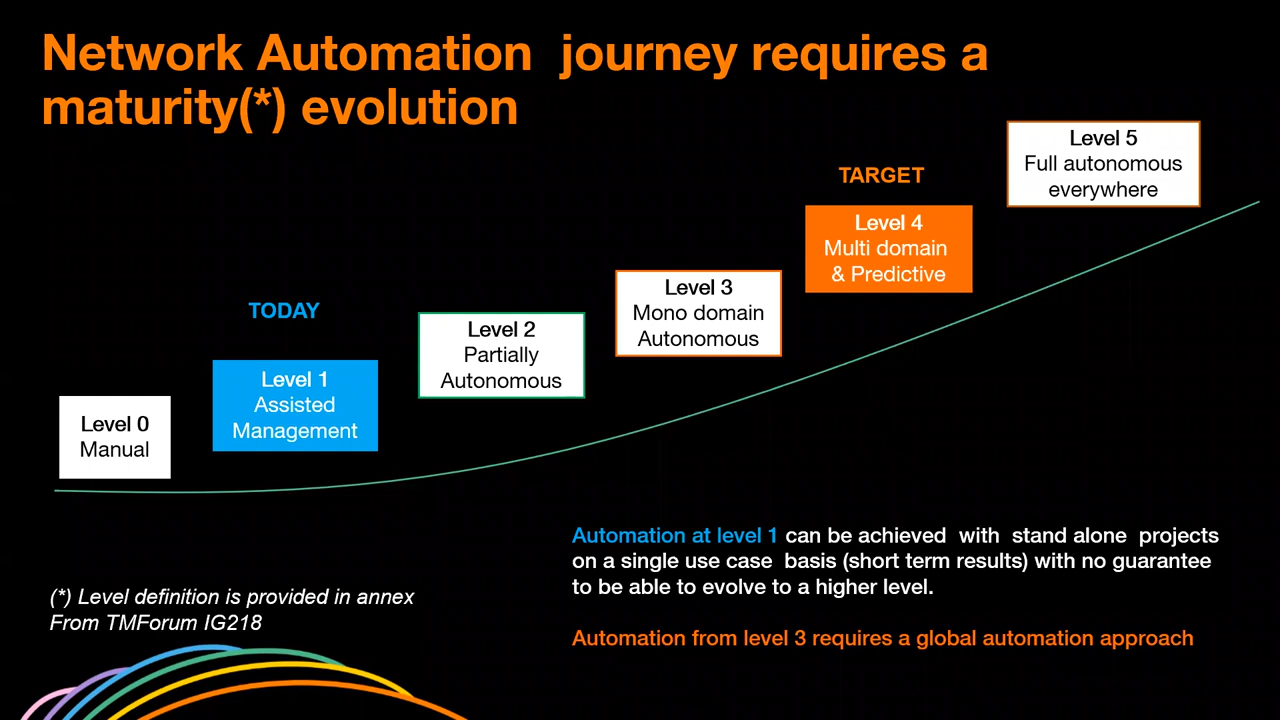 Network Automation  journey requires a
maturity(*) evolution
Level 5
Full autonomous
everywhere
TARGET
Level 4
Multi domain
& Predictive
Level 3
Mono domain
Autonomous
TODAY
Level 2
Partially
Autonomous
Level 1
Assisted
Management
Level 0
Manual
Automation at level 1 can be achieved  with  stand alone  projects
on a single use case  basis (short term results) with no guarantee
to be able to evolve to a higher level.
(*) Level definition is provided in annex
From TMForum IG218
Automation from level 3 requires a global automation approach